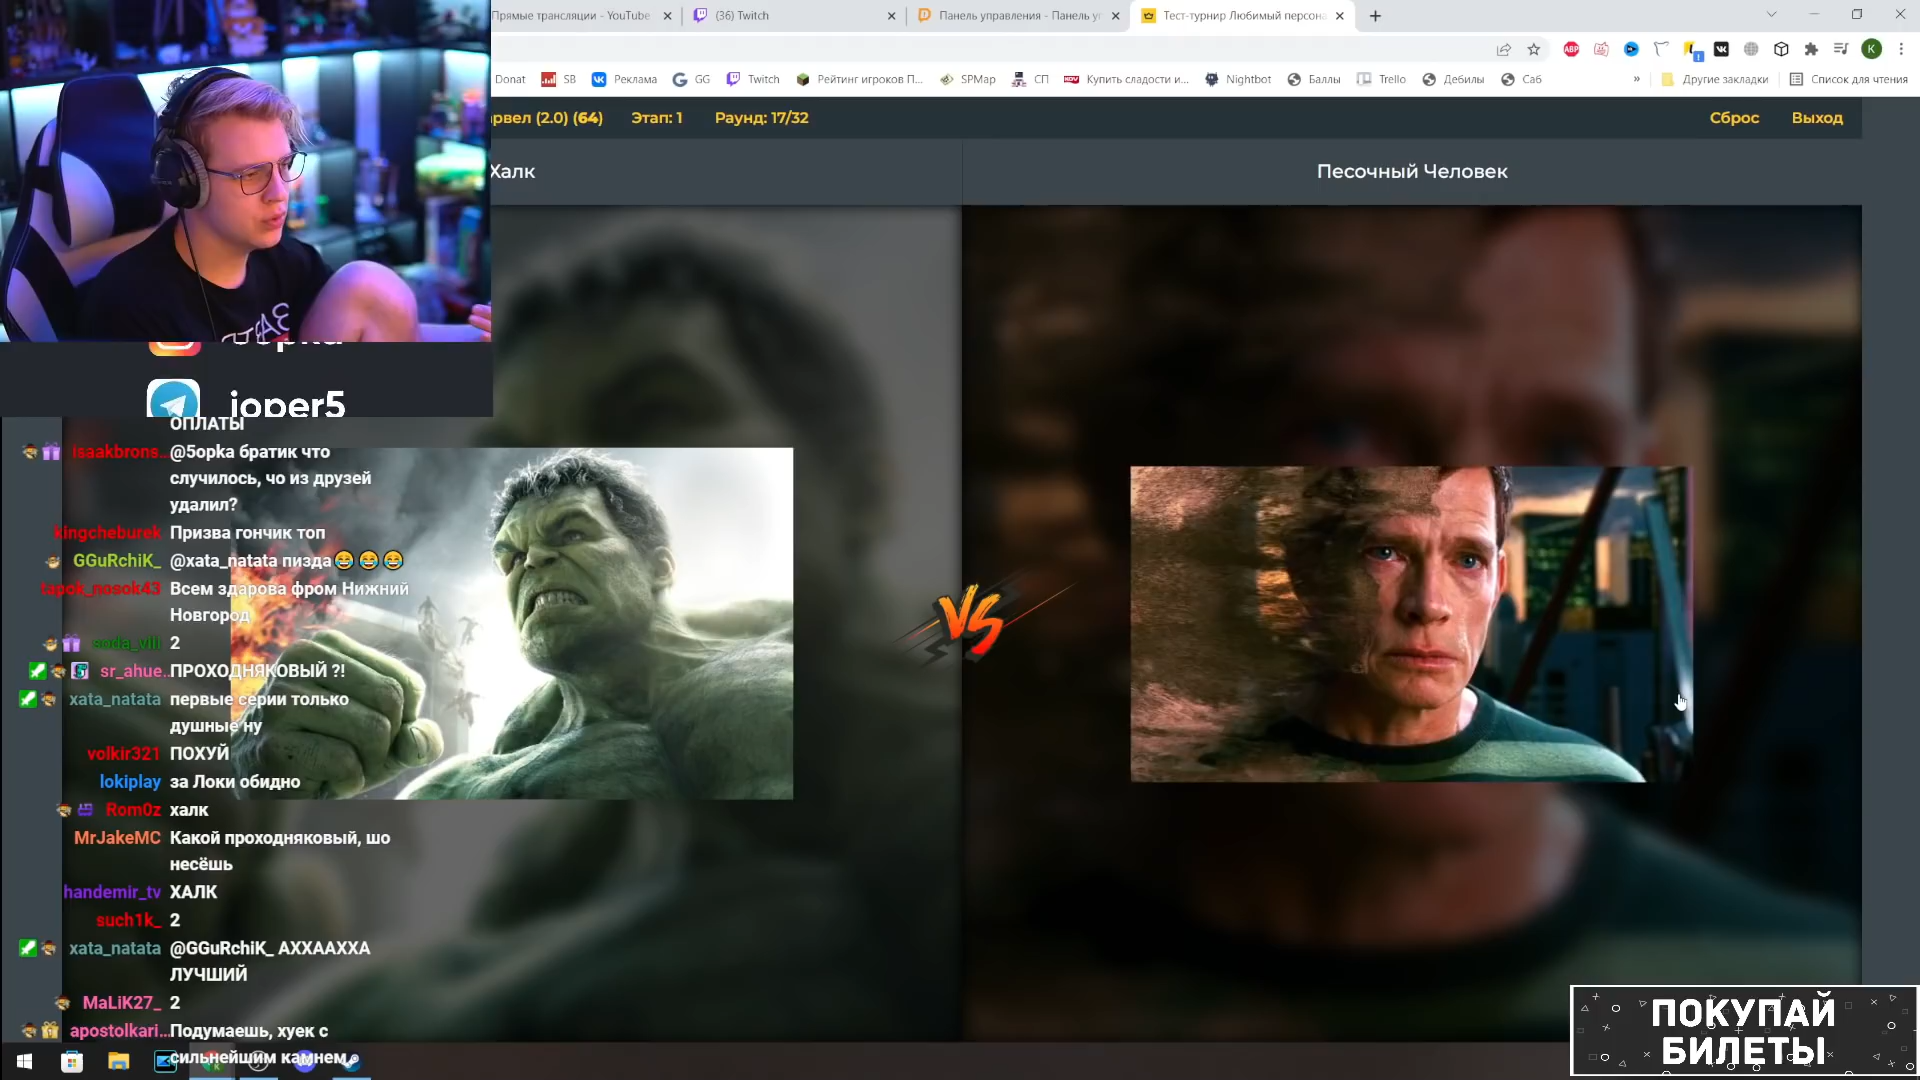 Прямые трансляции - YouTube
(36) Twitch
Панель управления - Панель у
Тест-турнир Любимый персона
Donat
SB
Реклама
GG
Twitch
Рейтинг игроков П...
SPMap
СП
Купить сладости и...
Nightbot
Баллы
Trello
Дебилы
Саб
»
Другие закладки
Список для чтения
рвел (2.0) (64)
Этап: 1
Раунд: 17/32
Сброс
Выход
Халк
Песочный Человек
VS
joper5
ОПЛАТЫ
isaakbrons.. @5opka братик что
случилось, чо из друзей
удалил?
kingcheburek Призва гончик топ
GGuRchiK_ @xata_natata пизда😂😂😂
tapok_nosok43 Всем здарова фром Нижний
Новгород
soda_vlll 2
sr_ahue.. ПРОХОДНЯКОВЫЙ ?!
xata_natata первые серии только
душные ну
volkir321 ПОХУЙ
lokiplay за Локи обидно
Rom0z халк
MrJakeMC Какой проходняковый, шо
несёшь
handemir_tv ХАЛК
such1k_ 2
xata_natata @GGuRchiK_ АХХААХХА
ЛУЧШИЙ
MaLiK27_ 2
apostolkari... Подумаешь, хуек с
сильнейшим камнем
ПОКУПАЙ
БИЛЕТЫ